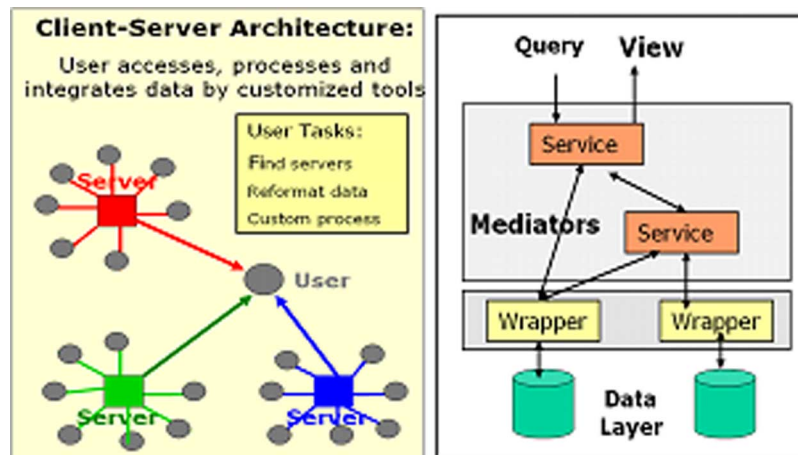 Client-Server Architecture:
User accesses, processes and
integrates data by customized tools
User Tasks:
Find servers
Reformat data
Custom process
Server
User
Server
Server
Query
View
Service
Mediators
Service
Wrapper
Wrapper
Data
Layer